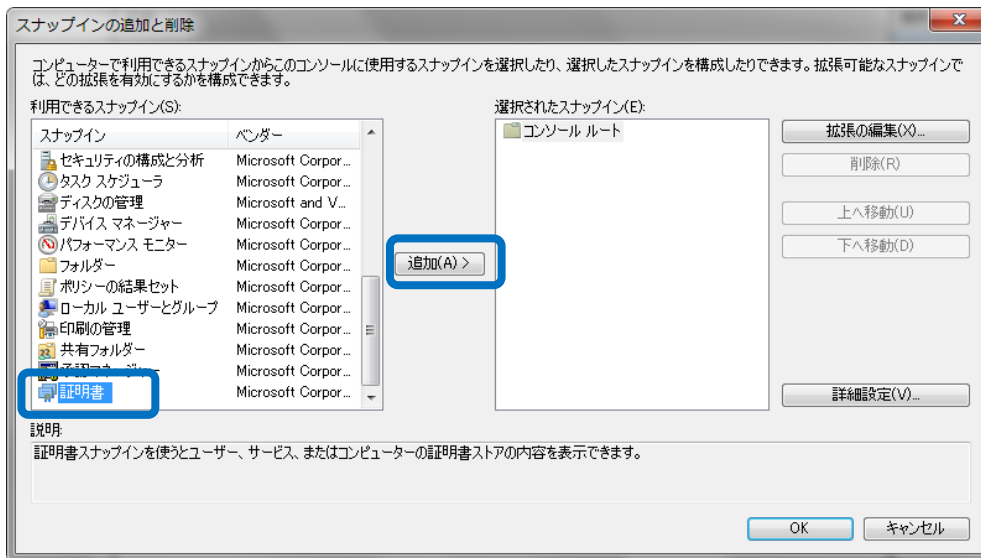 スナップインの追加と削除
コンピューターで利用できるスナップインからこのコンソールに使用するスナップインを選択したり、選択したスナップインを構成したりできます。拡張可能なスナップインで
は、どの拡張を有効にするかを構成できます。
利用できるスナップイン(S):
選択されたスナップイン(E):
スナップイン ベンダー
コンソール ルート
拡張の編集(X)...
セキュリティの構成と分析 Microsoft Corpor...
削除(R)
タスク スケジューラ Microsoft Corpor...
ディスクの管理 Microsoft and V...
上へ移動(U)
デバイス マネージャー Microsoft Corpor...
パフォーマンス モニター Microsoft Corpor...
下へ移動(D)
フォルダー Microsoft Corpor...
追加(A) >
ポリシーの結果セット Microsoft Corpor...
ローカル ユーザーとグループ Microsoft Corpor...
印刷の管理 Microsoft Corpor...
共有フォルダー Microsoft Corpor...
承認マネージャー Microsoft Corpor...
証明書 Microsoft Corpor...
詳細設定(V)...
説明:
証明書スナップインを使うとユーザー、サービス、またはコンピューターの証明書ストアの内容を表示できます。
OK
キャンセル